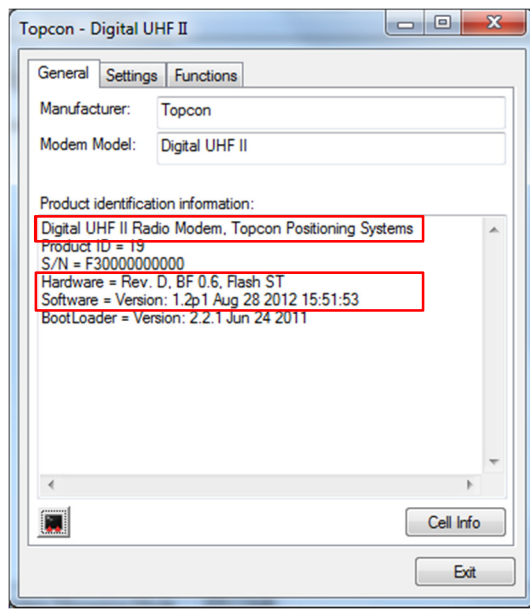 Topcon - Digital UHF II
General Settings Functions
Manufacturer: Topcon
Modem Model: Digital UHF II
Product identification information:
Digital UHF II Radio Modem, Topcon Positioning Systems
Product ID = 19
S/N = F30000000000
Hardware = Rev. D, BF 0.6, Flash ST
Software = Version: 1.2p1 Aug 28 2012 15:51:53
BootLoader = Version: 2.2.1 Jun 24 2011
Cell Info
Exit